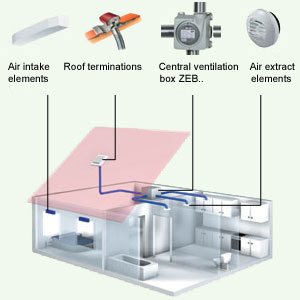 Air intake
elements
Roof terminations
Central ventilation
box ZEB..
Air extract
elements